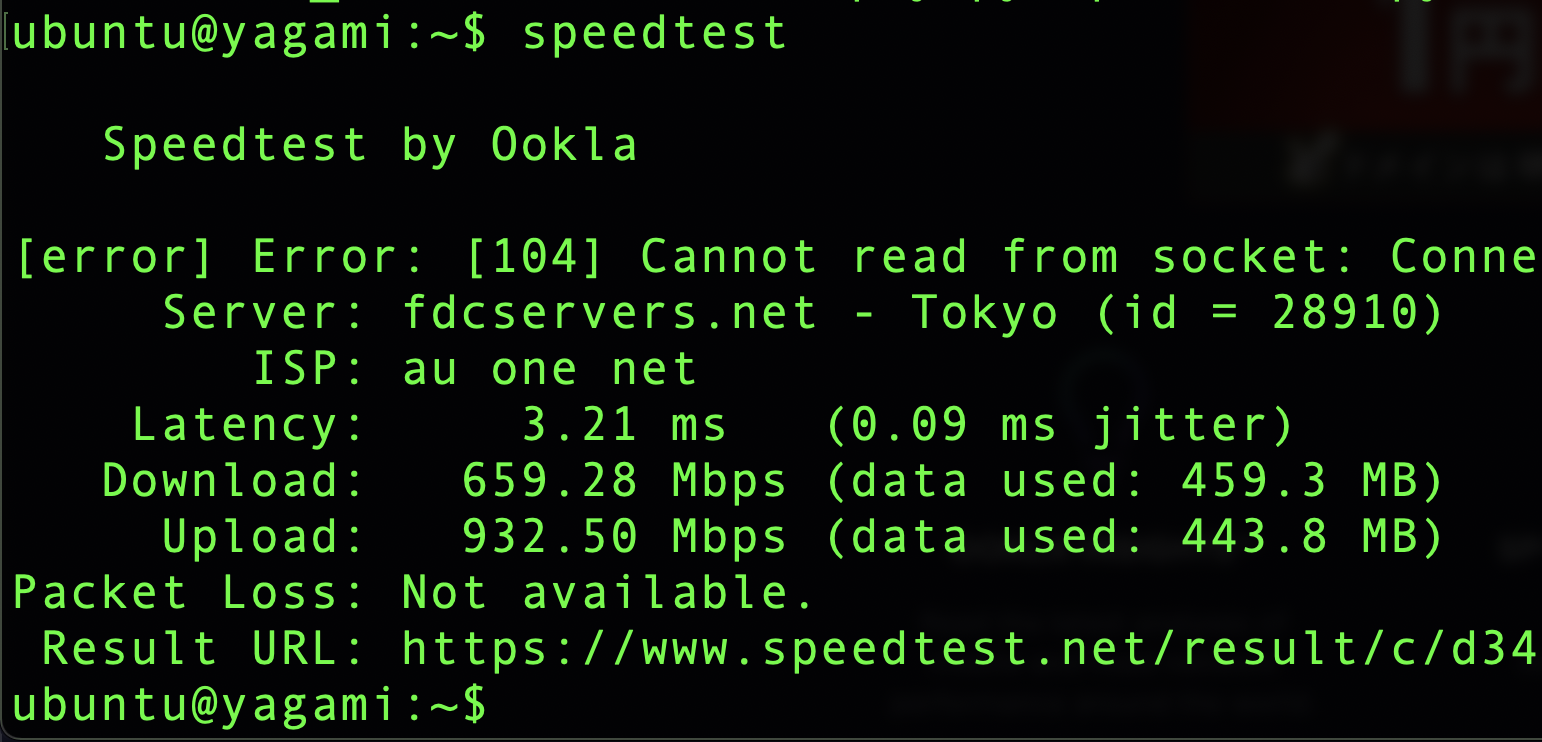 ubuntu@yagami:~$ speedtest
1円
Speedtest by Ookla
[error] Error: [104] Cannot read from socket: Conne
Server: fdcservers.net - Tokyo (id = 28910)
ISP: au one net
Latency: 3.21 ms (0.09 ms jitter)
Download: 659.28 Mbps (data used: 459.3 MB)
Upload: 932.50 Mbps (data used: 443.8 MB)
Packet Loss: Not available.
Result URL: https://www.speedtest.net/result/c/d34
ubuntu@yagami:~$